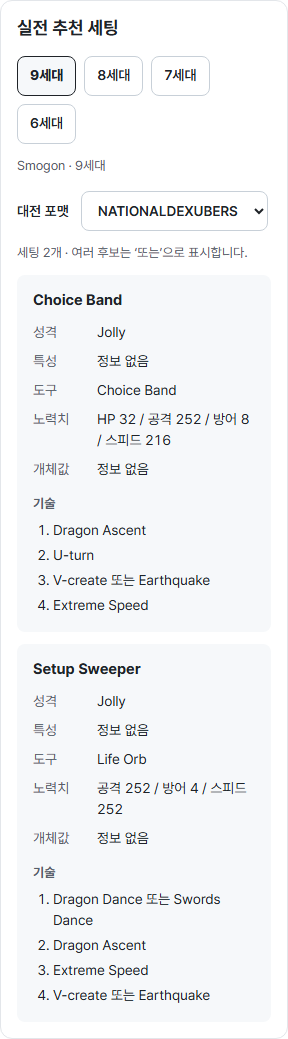 실전 추천 세팅
9세대
8세대
7세대
6세대
Smogon · 9세대
대전 포맷
NATIONALDEXUBERS
세팅 2개 · 여러 후보는 ‘또는’으로 표시합니다.
Choice Band
성격 Jolly
특성 정보 없음
도구 Choice Band
노력치 HP 32 / 공격 252 / 방어 8
/ 스피드 216
개체값 정보 없음
기술
1. Dragon Ascent
2. U-turn
3. V-create 또는 Earthquake
4. Extreme Speed
Setup Sweeper
성격 Jolly
특성 정보 없음
도구 Life Orb
노력치 공격 252 / 방어 4 / 스피드
252
개체값 정보 없음
기술
1. Dragon Dance 또는 Swords
Dance
2. Dragon Ascent
3. Extreme Speed
4. V-create 또는 Earthquake